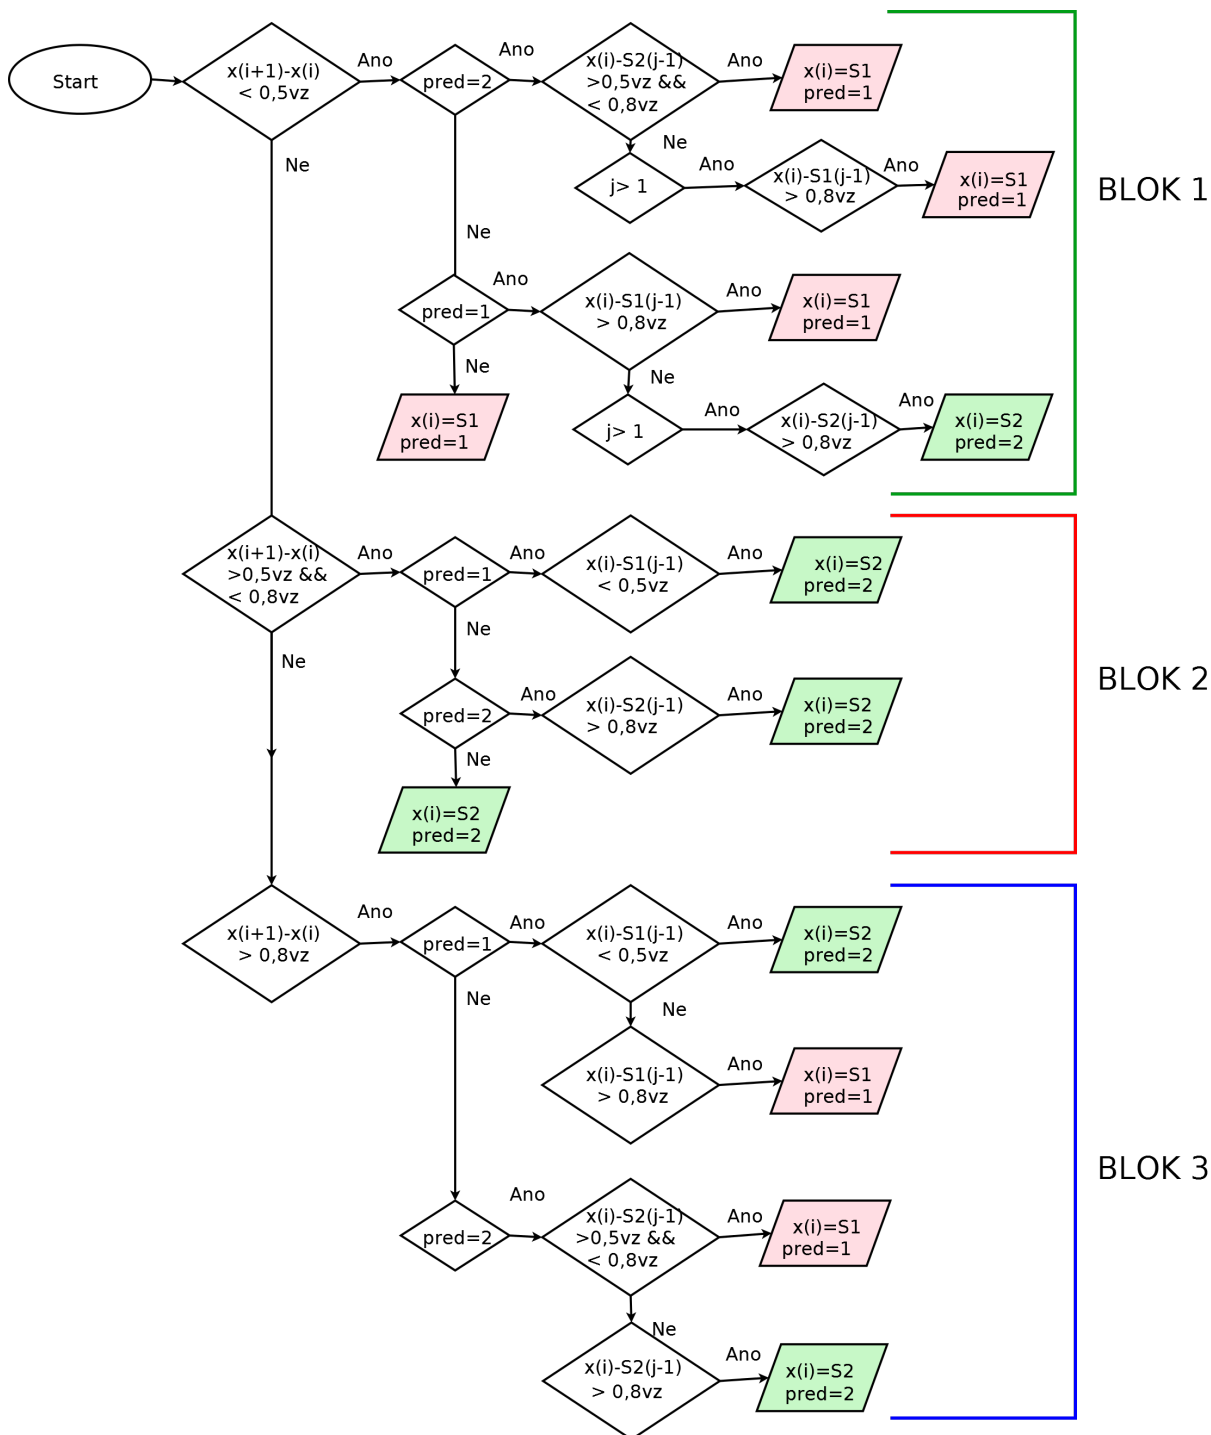 Start
x(i+1)-x(i)
< 0,5vz
Ano
pred=2
Ano
x(i)-S2(j-1)
>0,5vz &&
< 0,8vz
Ano
x(i)=S1
pred=1
Ne
Ne
j> 1
Ano
x(i)-S1(j-1)
> 0,8vz
Ano
x(i)=S1
pred=1
BLOK 1
Ne
pred=1
Ano
x(i)-S1(j-1)
> 0,8vz
Ano
x(i)=S1
pred=1
Ne
x(i)=S1
pred=1
Ne
j> 1
Ano
x(i)-S2(j-1)
> 0,8vz
Ano
x(i)=S2
pred=2
x(i+1)-x(i)
>0,5vz &&
< 0,8vz
Ano
pred=1
Ano
x(i)-S1(j-1)
< 0,5vz
Ano
x(i)=S2
pred=2
Ne
Ne
pred=2
Ano
x(i)-S2(j-1)
> 0,8vz
Ano
x(i)=S2
pred=2
BLOK 2
Ne
x(i)=S2
pred=2
x(i+1)-x(i)
> 0,8vz
Ano
pred=1
Ano
x(i)-S1(j-1)
< 0,5vz
Ano
x(i)=S2
pred=2
Ne
Ne
x(i)-S1(j-1)
> 0,8vz
Ano
x(i)=S1
pred=1
BLOK 3
pred=2
Ano
x(i)-S2(j-1)
>0,5vz &&
< 0,8vz
Ano
x(i)=S1
pred=1
Ne
x(i)-S2(j-1)
> 0,8vz
Ano
x(i)=S2
pred=2